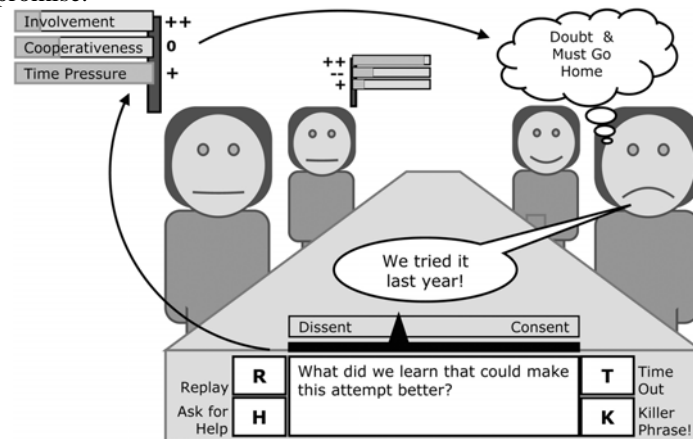 promise.
Involvement ++
Cooperativeness 0
Time Pressure +
++
--
+
Doubt &
Must Go
Home
We tried it
last year!
Dissent Consent
Replay
R
What did we learn that could make
this attempt better?
T
Time
Out
Ask for
Help
H
K
Killer
Phrase!